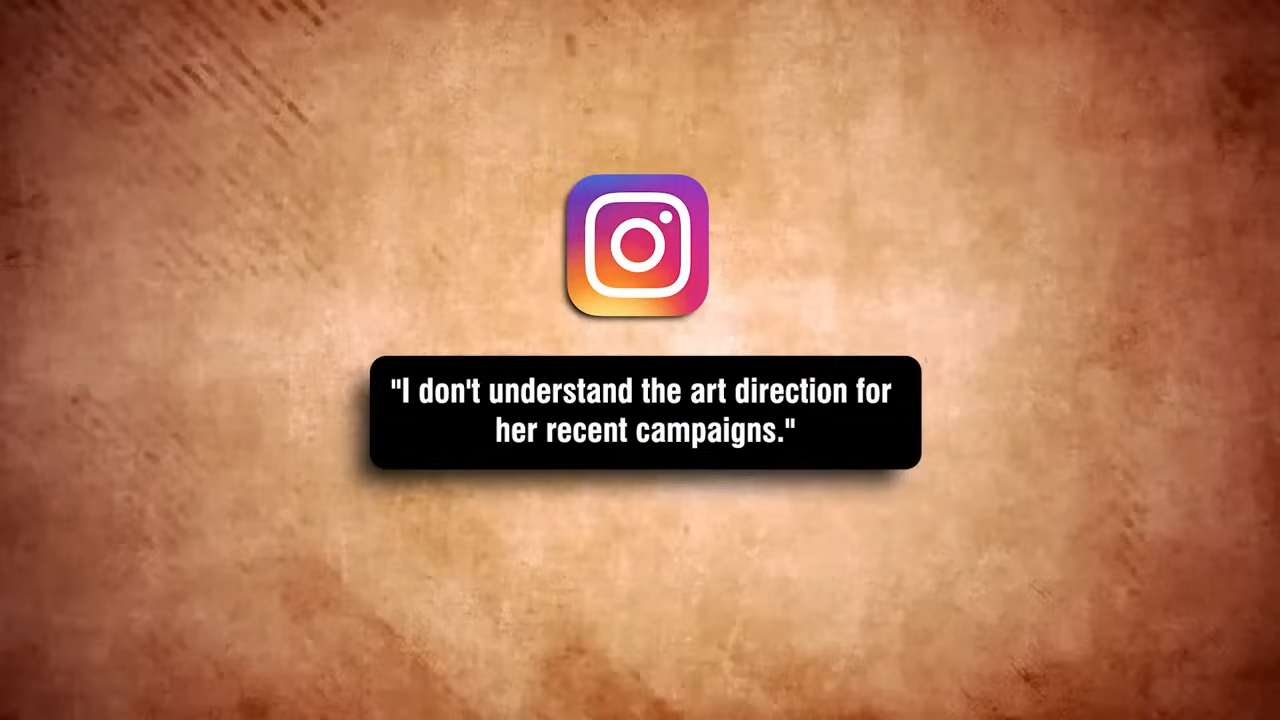 "I don't understand the art direction for
her recent campaigns."